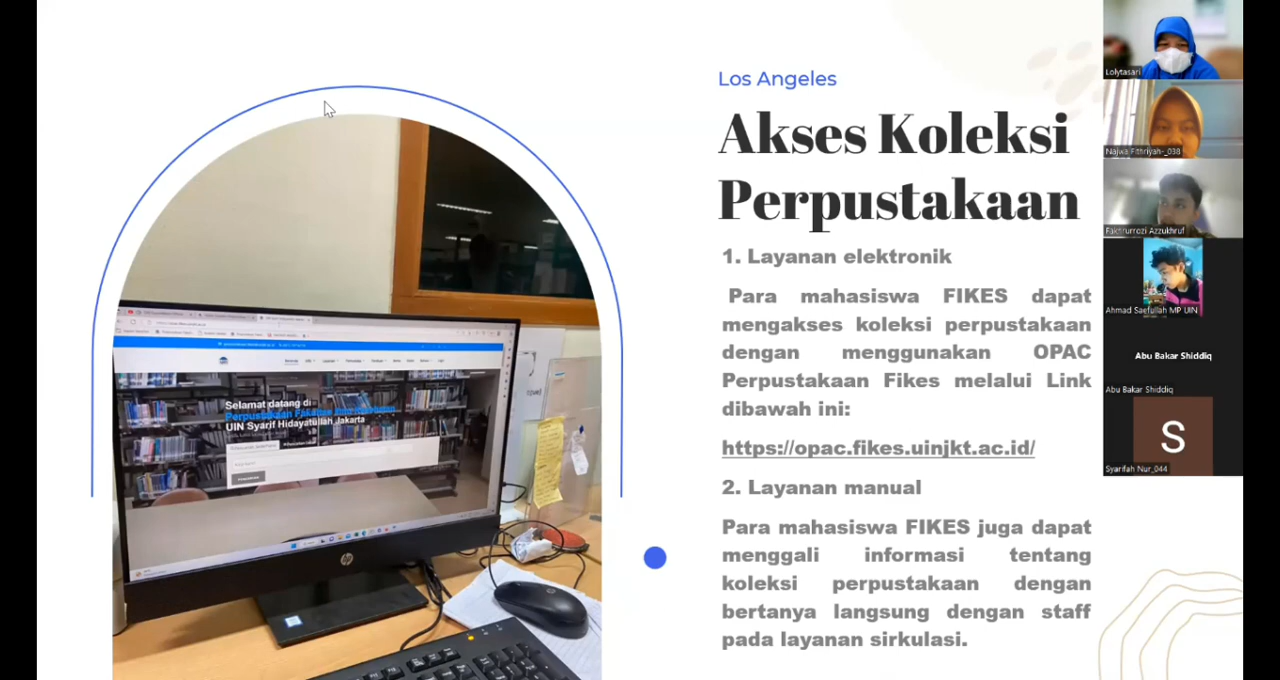 Los Angeles
Akses Koleksi
Perpustakaan
1. Layanan elektronik
Para mahasiswa FIKES dapat
mengakses koleksi perpustakaan
dengan menggunakan OPAC
Perpustakaan Fikes melalui Link
dibawah ini:
https://opac.fikes.uinjkt.ac.id/
2. Layanan manual
Para mahasiswa FIKES juga dapat
menggali informasi tentang
koleksi perpustakaan dengan
bertanya langsung dengan staff
pada layanan sirkulasi.
Selamat datang di
Perpustakaan Fakultas Ilmu Kesehatan
UIN Syarif Hidayatullah Jakarta
hp
Lolytasari
Najwa Fithriyah-_038
Fakhrurrozi Azzukhruf
Ahmad Saefullah MP UIN
Abu Bakar Shiddiq
Abu Bakar Shiddiq
S
Syarifah Nur_044